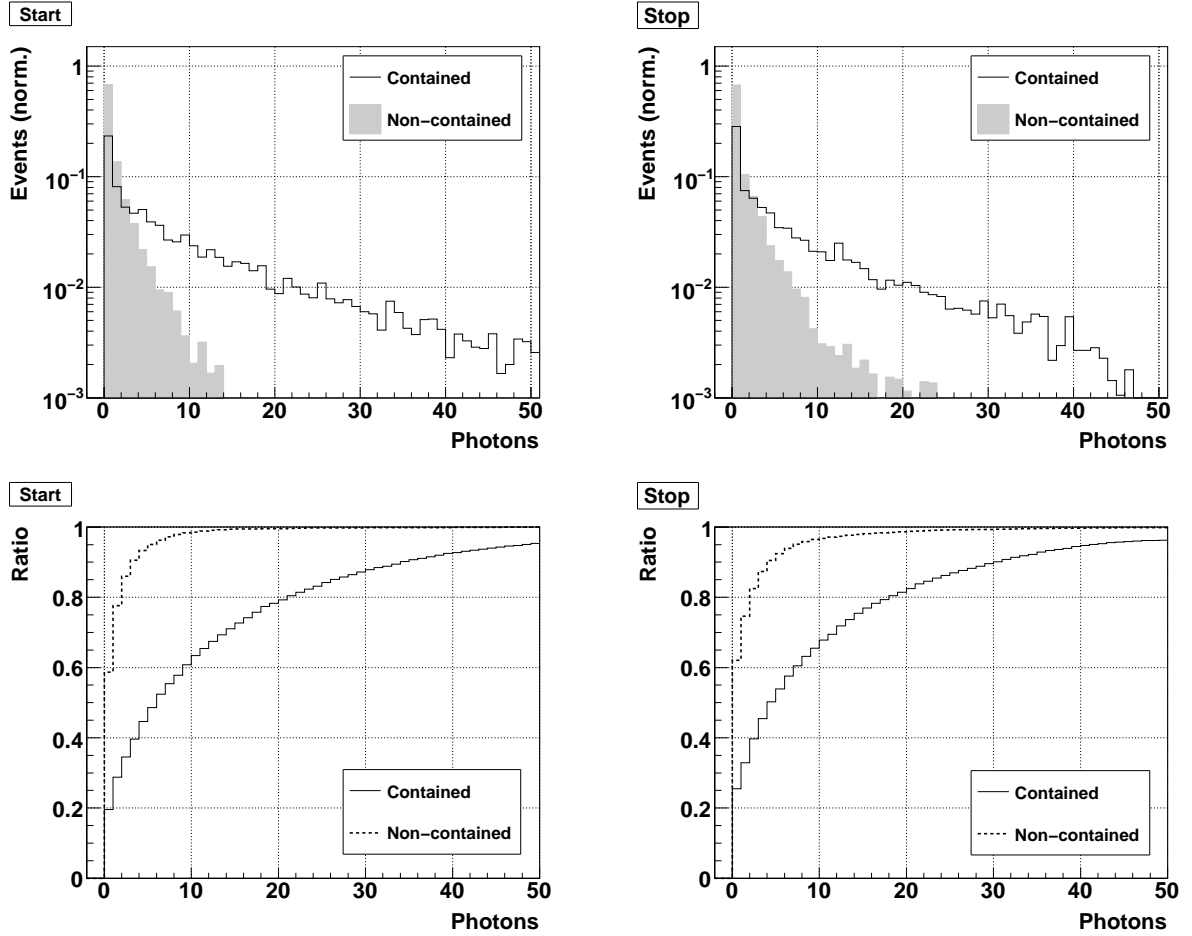 Start
Events (norm.)
1
10⁻¹
10⁻²
10⁻³
Contained
Non−contained
0 10 20 30 40 50
Photons
Stop
Events (norm.)
1
10⁻¹
10⁻²
10⁻³
Contained
Non−contained
0 10 20 30 40 50
Photons
Start
Ratio
1
0.8
0.6
0.4
0.2
0
Contained
Non−contained
0 10 20 30 40 50
Photons
Stop
Ratio
1
0.8
0.6
0.4
0.2
0
Contained
Non−contained
0 10 20 30 40 50
Photons